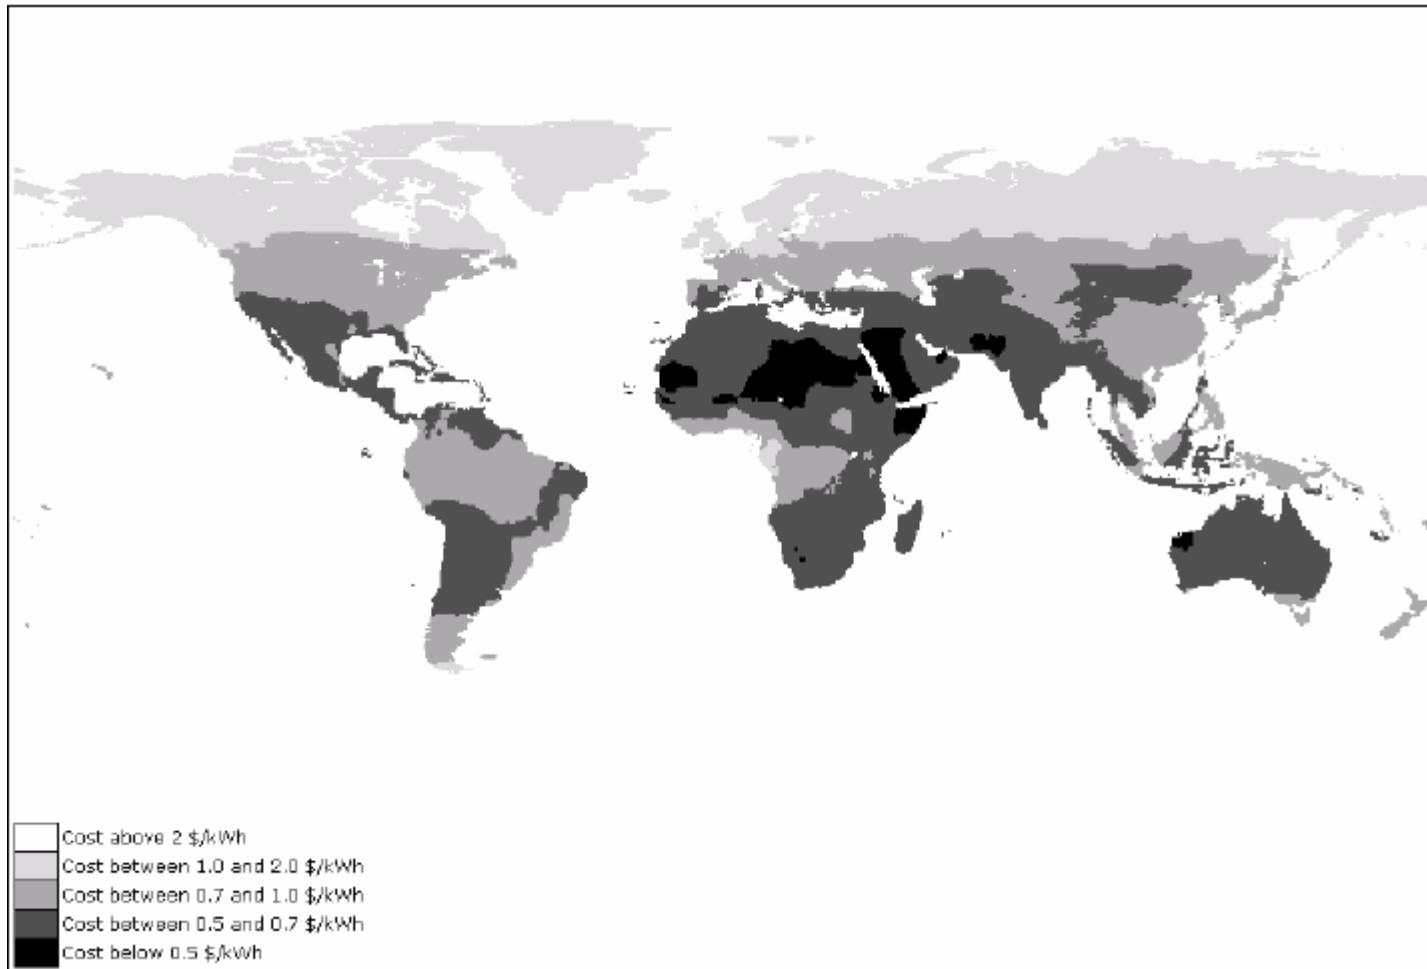 Cost above 2 $/kWh
Cost between 1.0 and 2.0 $/kWh
Cost between 0.7 and 1.0 $/kWh
Cost between 0.5 and 0.7 $/kWh
Cost below 0.5 $/kWh